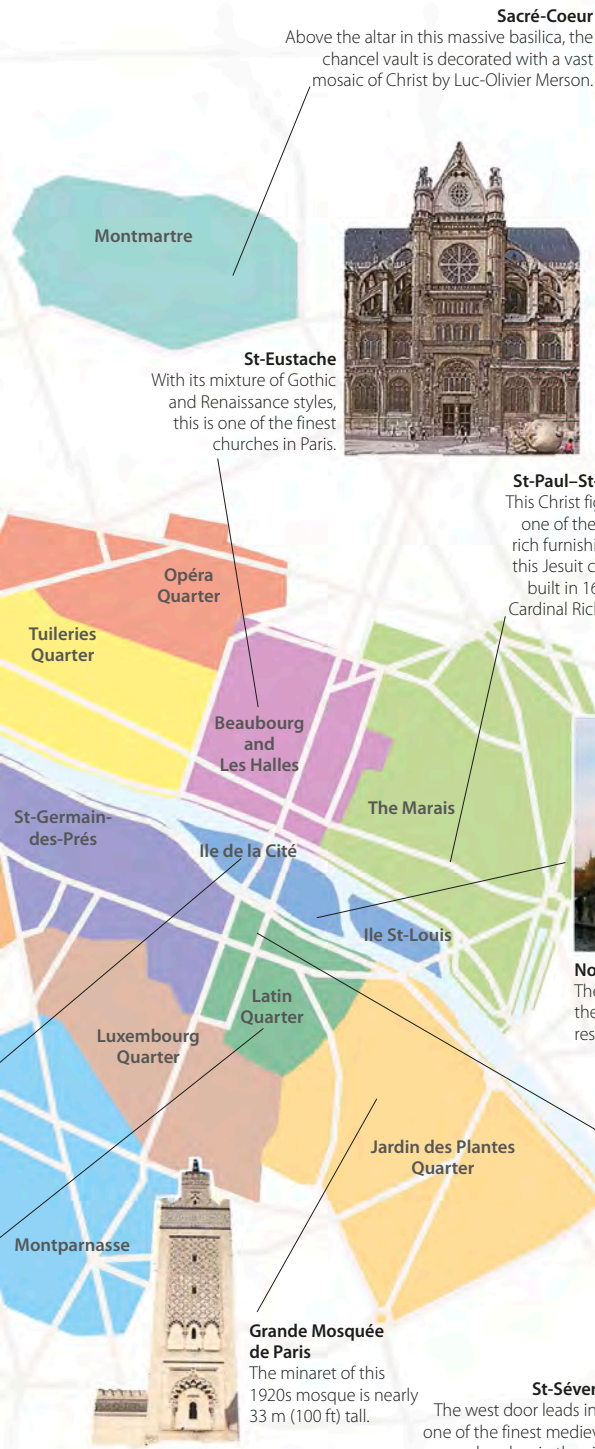 Sacré-Coeur
Above the altar in this massive basilica, the
chancel vault is decorated with a vast
mosaic of Christ by Luc-Olivier Merson.
Montmartre
St-Eustache
With its mixture of Gothic
and Renaissance styles,
this is one of the finest
churches in Paris.
St-Paul–St-
This Christ fig
one of the
rich furnishi
this Jesuit c
built in 16
Cardinal Rich
Opéra
Quarter
Tuileries
Quarter
Beaubourg
and
Les Halles
The Marais
St-Germain-
des-Prés
Ile de la Cité
Ile St-Louis
No
The
the
res
Latin
Quarter
Luxembourg
Quarter
Jardin des Plantes
Quarter
Montparnasse
Grande Mosquée
de Paris
The minaret of this
1920s mosque is nearly
33 m (100 ft) tall.
St-Séver
The west door leads in
one of the finest mediev